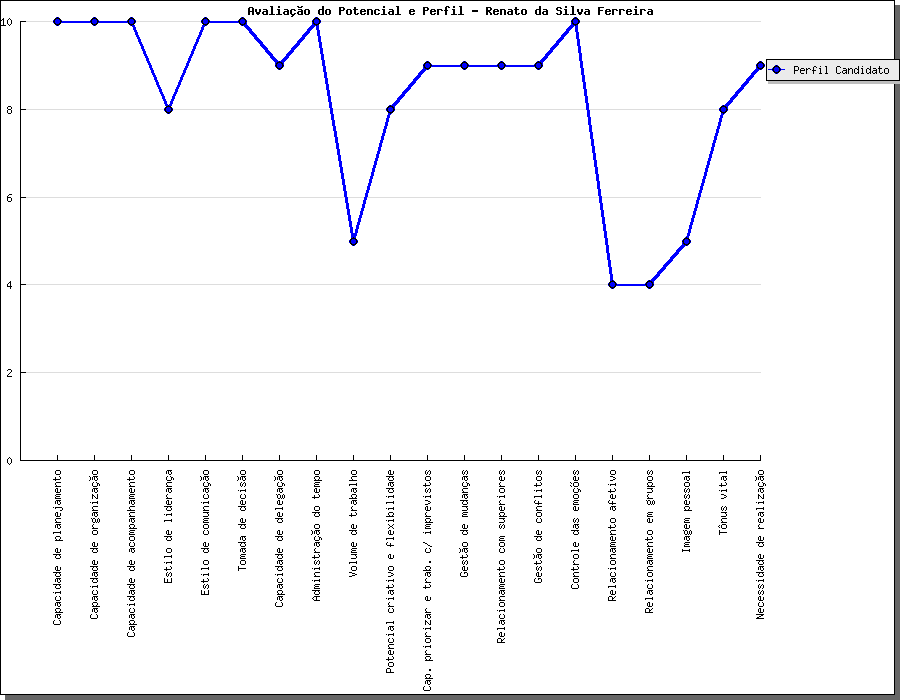 Avaliação do Potencial e Perfil - Renato da Silva Ferreira
10
8
6
4
2
0
Perfil Candidato
Capacidade de planejamento
Capacidade de organização
Capacidade de acompanhamento
Estilo de liderança
Estilo de comunicação
Tomada de decisão
Capacidade de delegação
Administração do tempo
Volume de trabalho
Potencial criativo e flexibilidade
Cap. priorizar e trab. c/ imprevistos
Gestão de mudanças
Relacionamento com superiores
Gestão de conflitos
Controle das emoções
Relacionamento afetivo
Relacionamento em grupos
Imagem pessoal
Tônus vital
Necessidade de realização